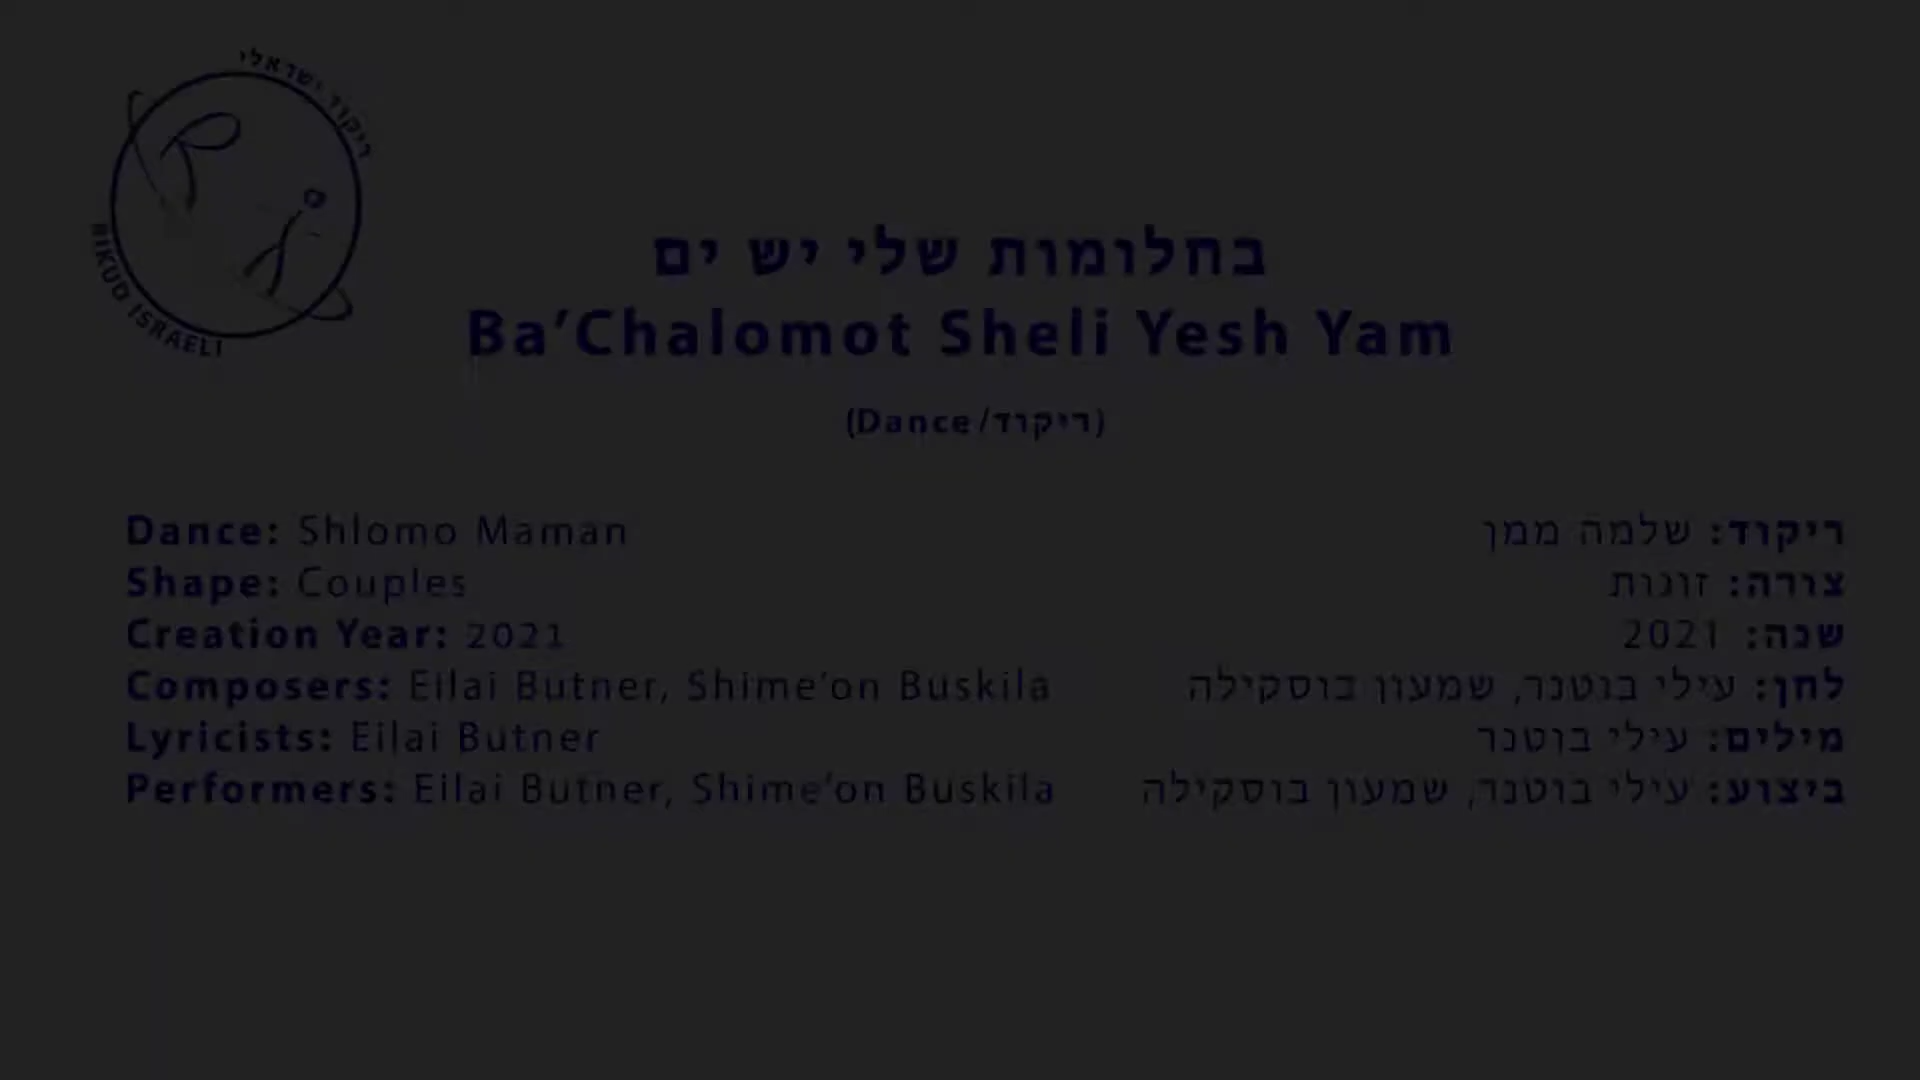 ריקוד ישראלי
RIKUD ISRAELI
בחלומות שלי יש ים
Ba’Chalomot Sheli Yesh Yam
(Dance/ריקוד)
Dance: Shlomo Maman
ריקוד: שלמה ממן
Shape: Couples
צורה: זוגות
Creation Year: 2021
שנה: 2021
Composers: Eilai Butner, Shime’on Buskila
לחן: עילי בוטנר, שמעון בוסקילה
Lyricists: Eilai Butner
מילים: עילי בוטנר
Performers: Eilai Butner, Shime’on Buskila
ביצוע: עילי בוטנר, שמעון בוסקילה